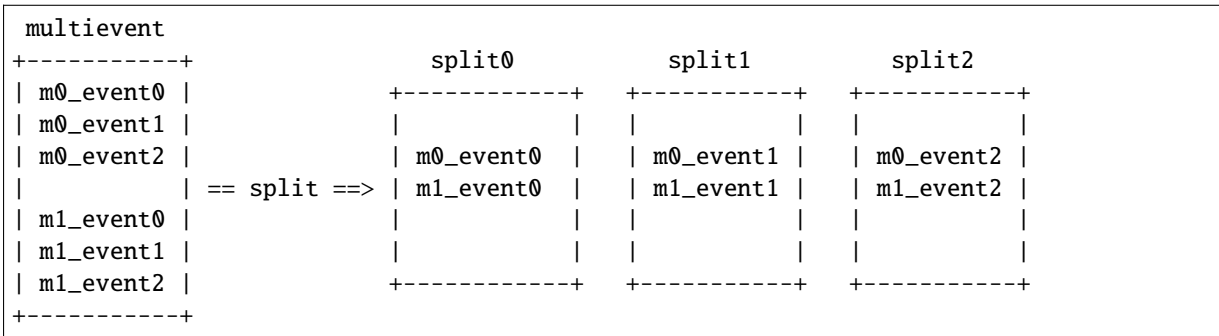 multievent
+-----------+                      split0              split1             split2
| m0_event0 |                  +------------+   +-----------+   +-----------+
| m0_event1 |                  |            |   |           |   |           |
| m0_event2 |                  | m0_event0  |   | m0_event1 |   | m0_event2 |
|           | == split ==> | m1_event0  |   | m1_event1 |   | m1_event2 |
| m1_event0 |                  |            |   |           |   |           |
| m1_event1 |                  |            |   |           |   |           |
| m1_event2 |                  +------------+   +-----------+   +-----------+
+-----------+